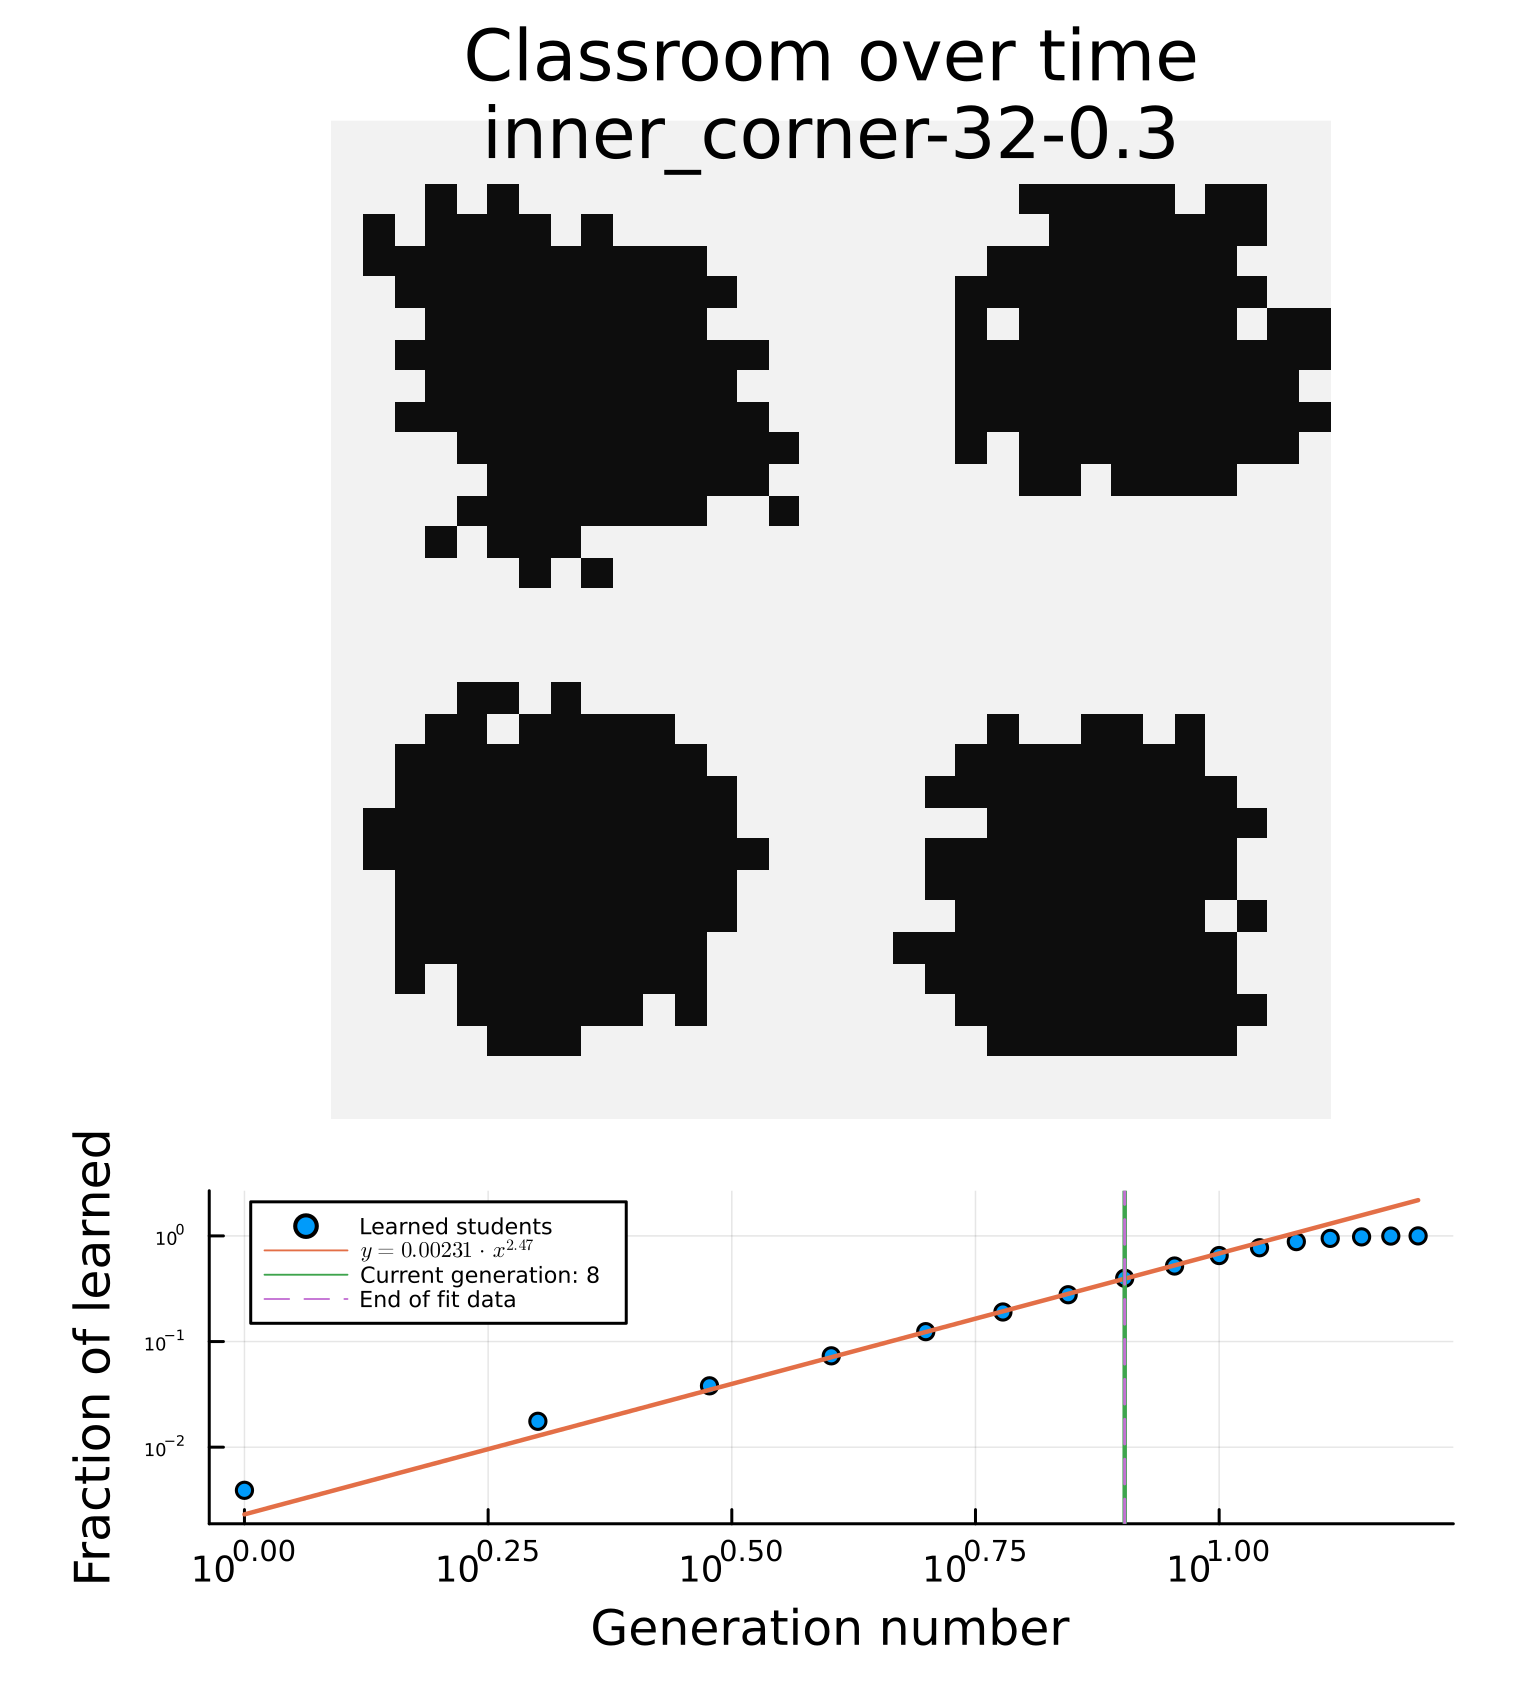 Classroom over time
inner_corner-32-0.3
Fraction of learned
10⁰
10⁻¹
10⁻²
Learned students
y = 0.00231 · x^2.47
Current generation: 8
End of fit data
10^0.00
10^0.25
10^0.50
10^0.75
10^1.00
Generation number